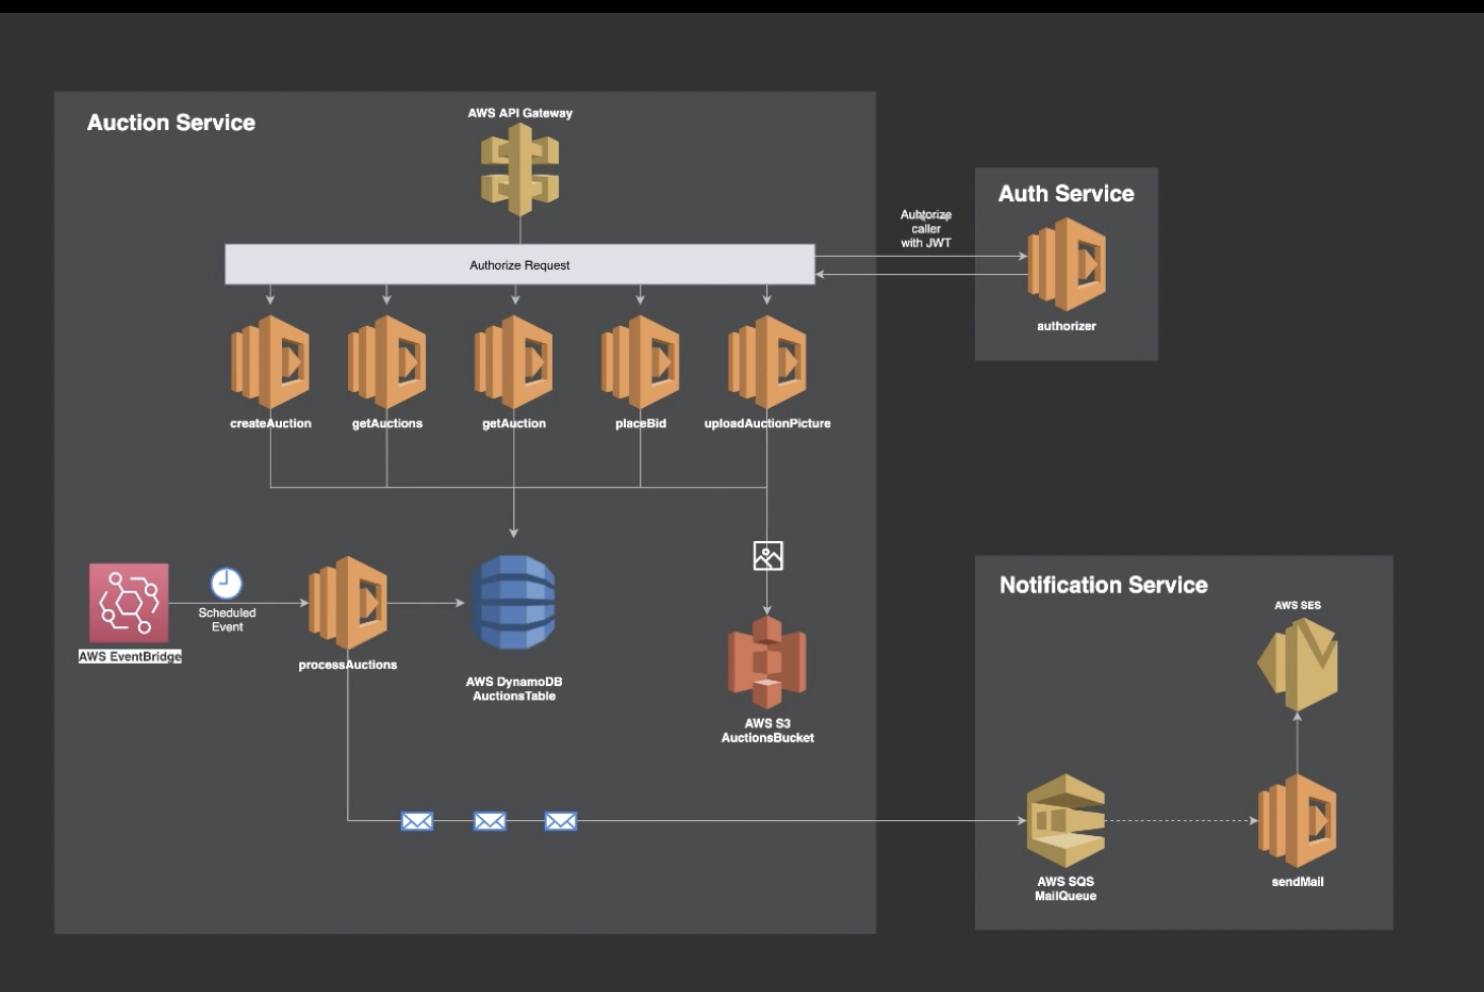 Auction Service
AWS API Gateway
Authorize Request
Authorize
caller
with JWT
Auth Service
authorizer
createAuction
getAuctions
getAuction
placeBid
uploadAuctionPicture
Scheduled
Event
AWS EventBridge
processAuctions
AWS DynamoDB
AuctionsTable
AWS S3
AuctionsBucket
Notification Service
AWS SES
AWS SQS
MailQueue
sendMail